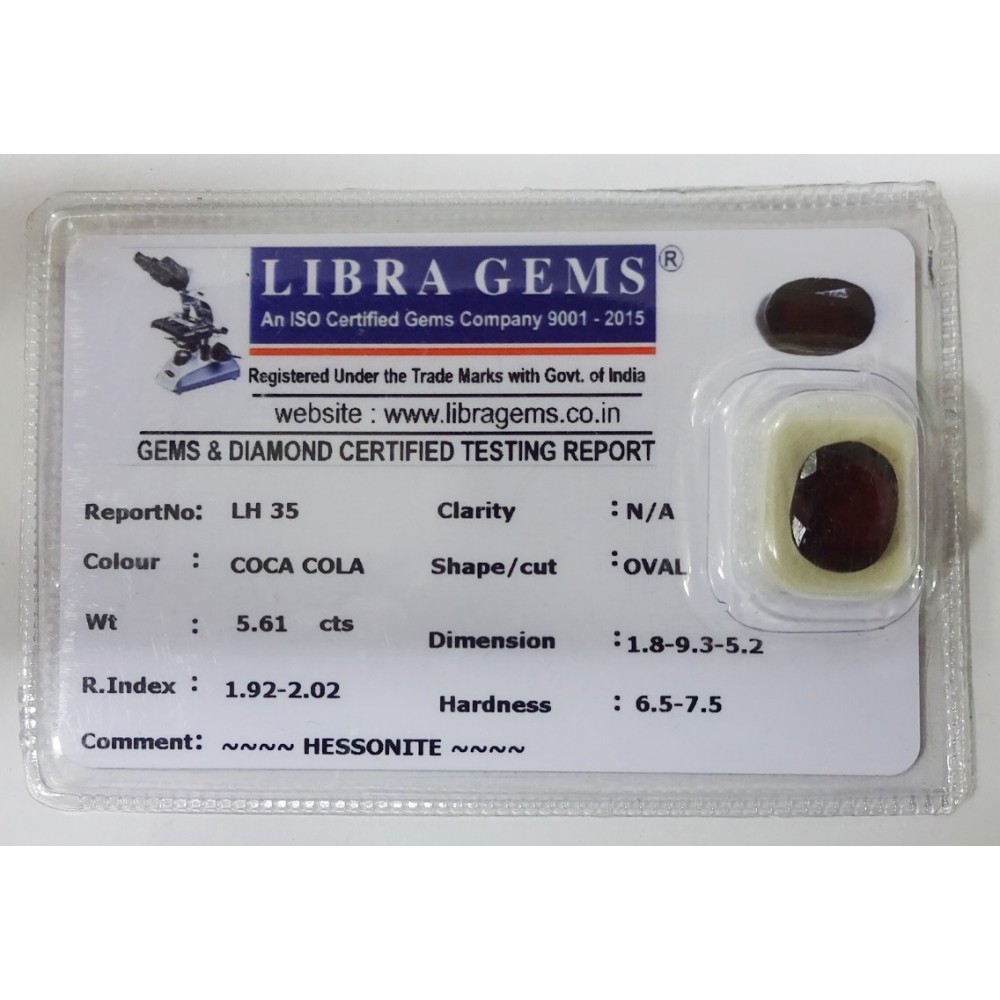 LIBRA GEMS®
An ISO Certified Gems Company 9001 - 2015
Registered Under the Trade Marks with Govt. of India
website : www.libragems.co.in
GEMS & DIAMOND CERTIFIED TESTING REPORT
ReportNo: LH 35 Clarity : N/A
Colour : COCA COLA Shape/cut : OVAL
Wt : 5.61 cts Dimension : 1.8-9.3-5.2
R.Index : 1.92-2.02 Hardness : 6.5-7.5
Comment: ~~~~ HESSONITE ~~~~